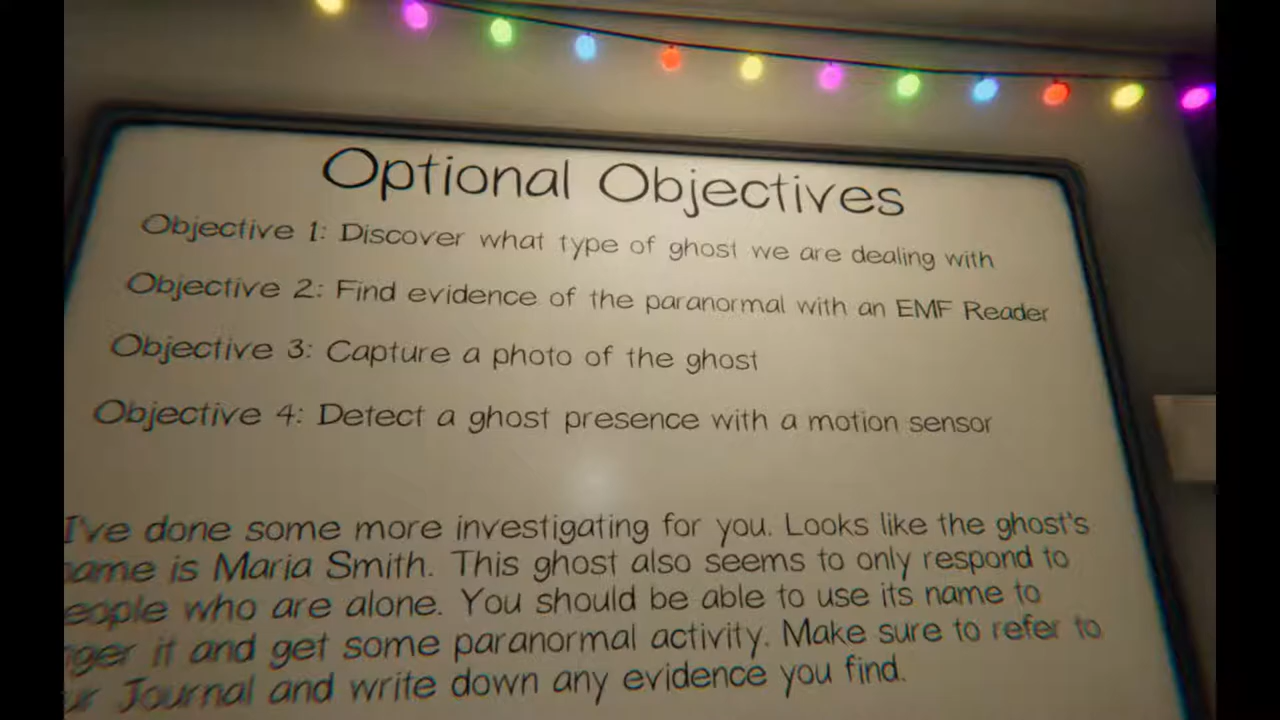 Optional Objectives
Objective 1: Discover what type of ghost we are dealing with
Objective 2: Find evidence of the paranormal with an EMF Reader
Objective 3: Capture a photo of the ghost
Objective 4: Detect a ghost presence with a motion sensor
I've done some more investigating for you. Looks like the ghost's
ame is Maria Smith. This ghost also seems to only respond to
eople who are alone. You should be able to use its name to
ger it and get some paranormal activity. Make sure to refer to
ur Journal and write down any evidence you find.